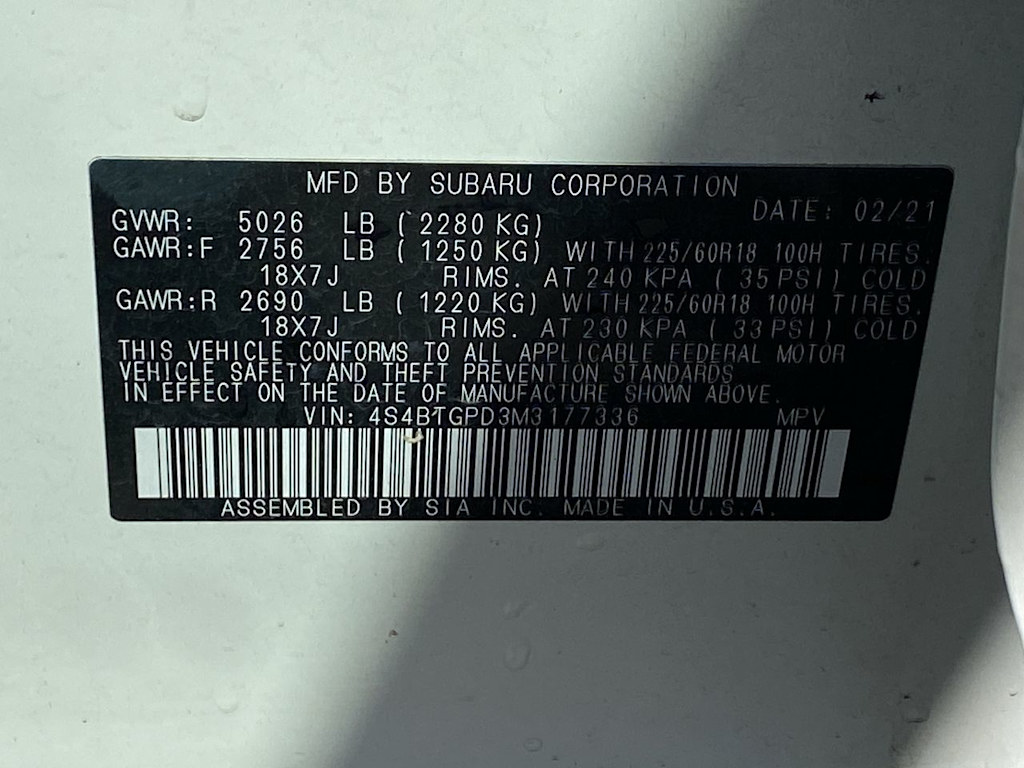 MFD BY SUBARU CORPORATION
DATE: 02/21
GVWR: 5026 LB ( 2280 KG)
GAWR:F 2756 LB ( 1250 KG) WITH 225/60R18 100H TIRES.
18X7J RIMS. AT 240 KPA ( 35 PSI) COLD
GAWR:R 2690 LB ( 1220 KG) WITH 225/60R18 100H TIRES.
18X7J RIMS. AT 230 KPA ( 33 PSI) COLD
THIS VEHICLE CONFORMS TO ALL APPLICABLE FEDERAL MOTOR
VEHICLE SAFETY AND THEFT PREVENTION STANDARDS
IN EFFECT ON THE DATE OF MANUFACTURE SHOWN ABOVE.
VIN: 4S4BTGPD3M3177336 MPV
ASSEMBLED BY SIA INC. MADE IN U.S.A.